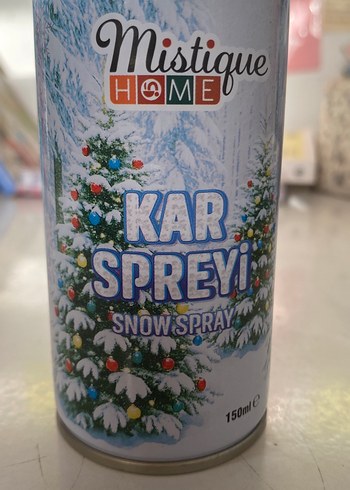 Mistique
HOME
KAR
SPREYi
SNOW SPRAY
150ml ℮